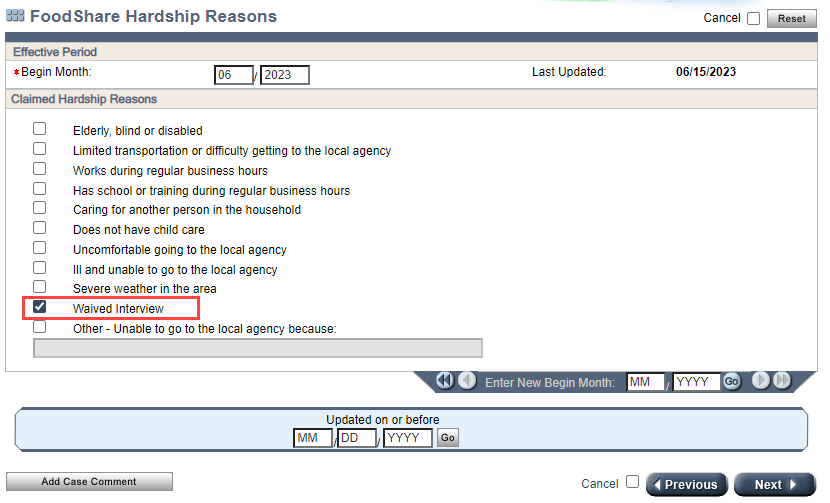 FoodShare Hardship Reasons Cancel Reset
Effective Period
*Begin Month: 06 / 2023 Last Updated: 06/15/2023
Claimed Hardship Reasons
Elderly, blind or disabled
Limited transportation or difficulty getting to the local agency
Works during regular business hours
Has school or training during regular business hours
Caring for another person in the household
Does not have child care
Uncomfortable going to the local agency
Ill and unable to go to the local agency
Severe weather in the area
Waived Interview
Other - Unable to go to the local agency because:
Enter New Begin Month: MM / YYYY Go
Updated on or before
MM / DD / YYYY Go
Add Case Comment Cancel Previous Next